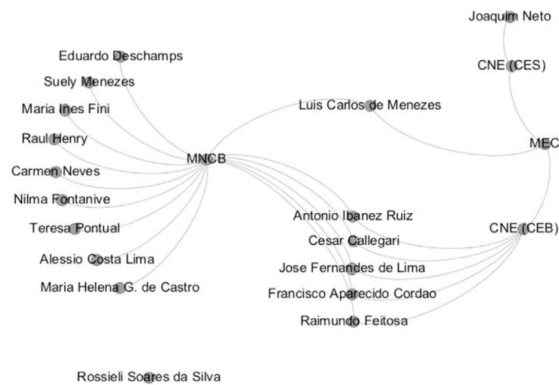 Joaquim Neto
Eduardo Deschamps
CNE (CES)
Suely Menezes
Maria Ines Fini
Luis Carlos de Menezes
Raul Henry
MEC
MNCB
Carmen Neves
Nilma Fontanive
Antonio Ibanez Ruiz
Teresa Pontual
CNE (CEB)
Cesar Callegari
Alessio Costa Lima
Jose Fernandes de Lima
Maria Helena G. de Castro
Francisco Aparecido Cordao
Raimundo Feitosa
Rossieli Soares da Silva